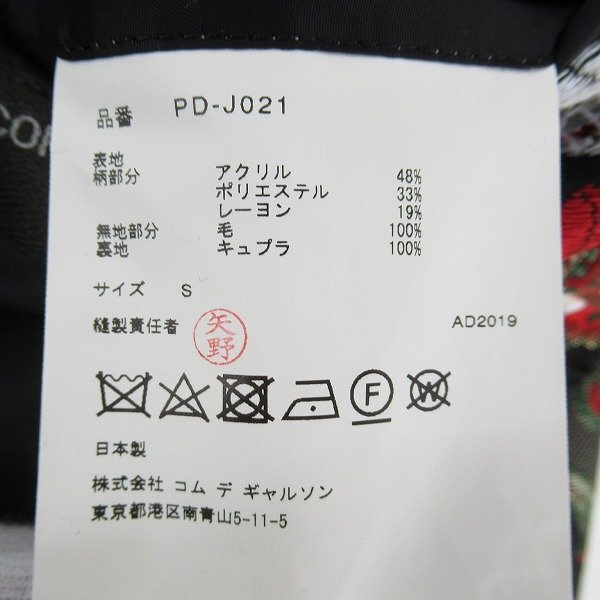 品番 PD-J021
COM
表地
柄部分 アクリル 48%
ポリエステル 33%
レーヨン 19%
無地部分 毛 100%
裏地 キュプラ 100%
サイズ S
縫製責任者 矢野 AD2019
F W
日本製
株式会社 コム デ ギャルソン
東京都港区南青山5-11-5